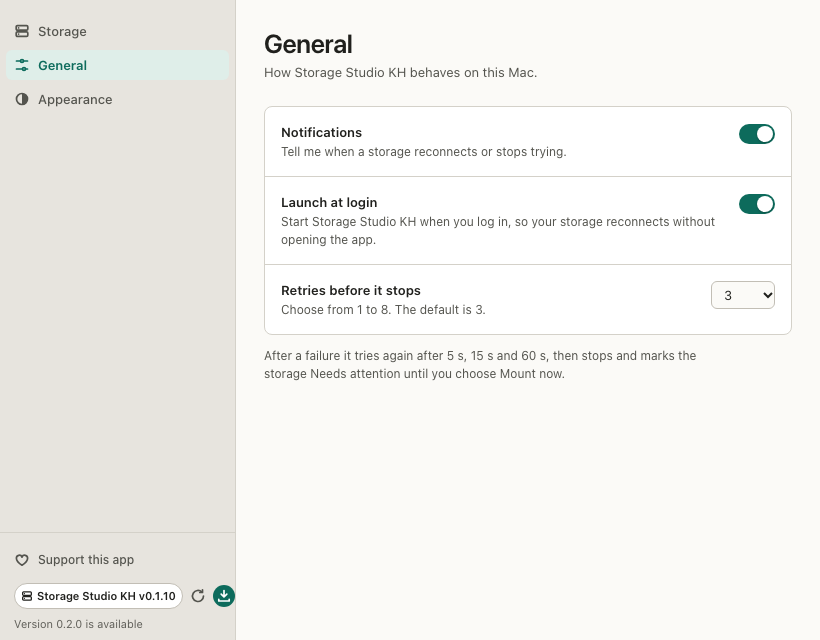 Storage
General
Appearance
General
How Storage Studio KH behaves on this Mac.
Notifications
Tell me when a storage reconnects or stops trying.
Launch at login
Start Storage Studio KH when you log in, so your storage reconnects without
opening the app.
Retries before it stops
Choose from 1 to 8. The default is 3.
3
After a failure it tries again after 5 s, 15 s and 60 s, then stops and marks the
storage Needs attention until you choose Mount now.
Support this app
Storage Studio KH v0.1.10
Version 0.2.0 is available